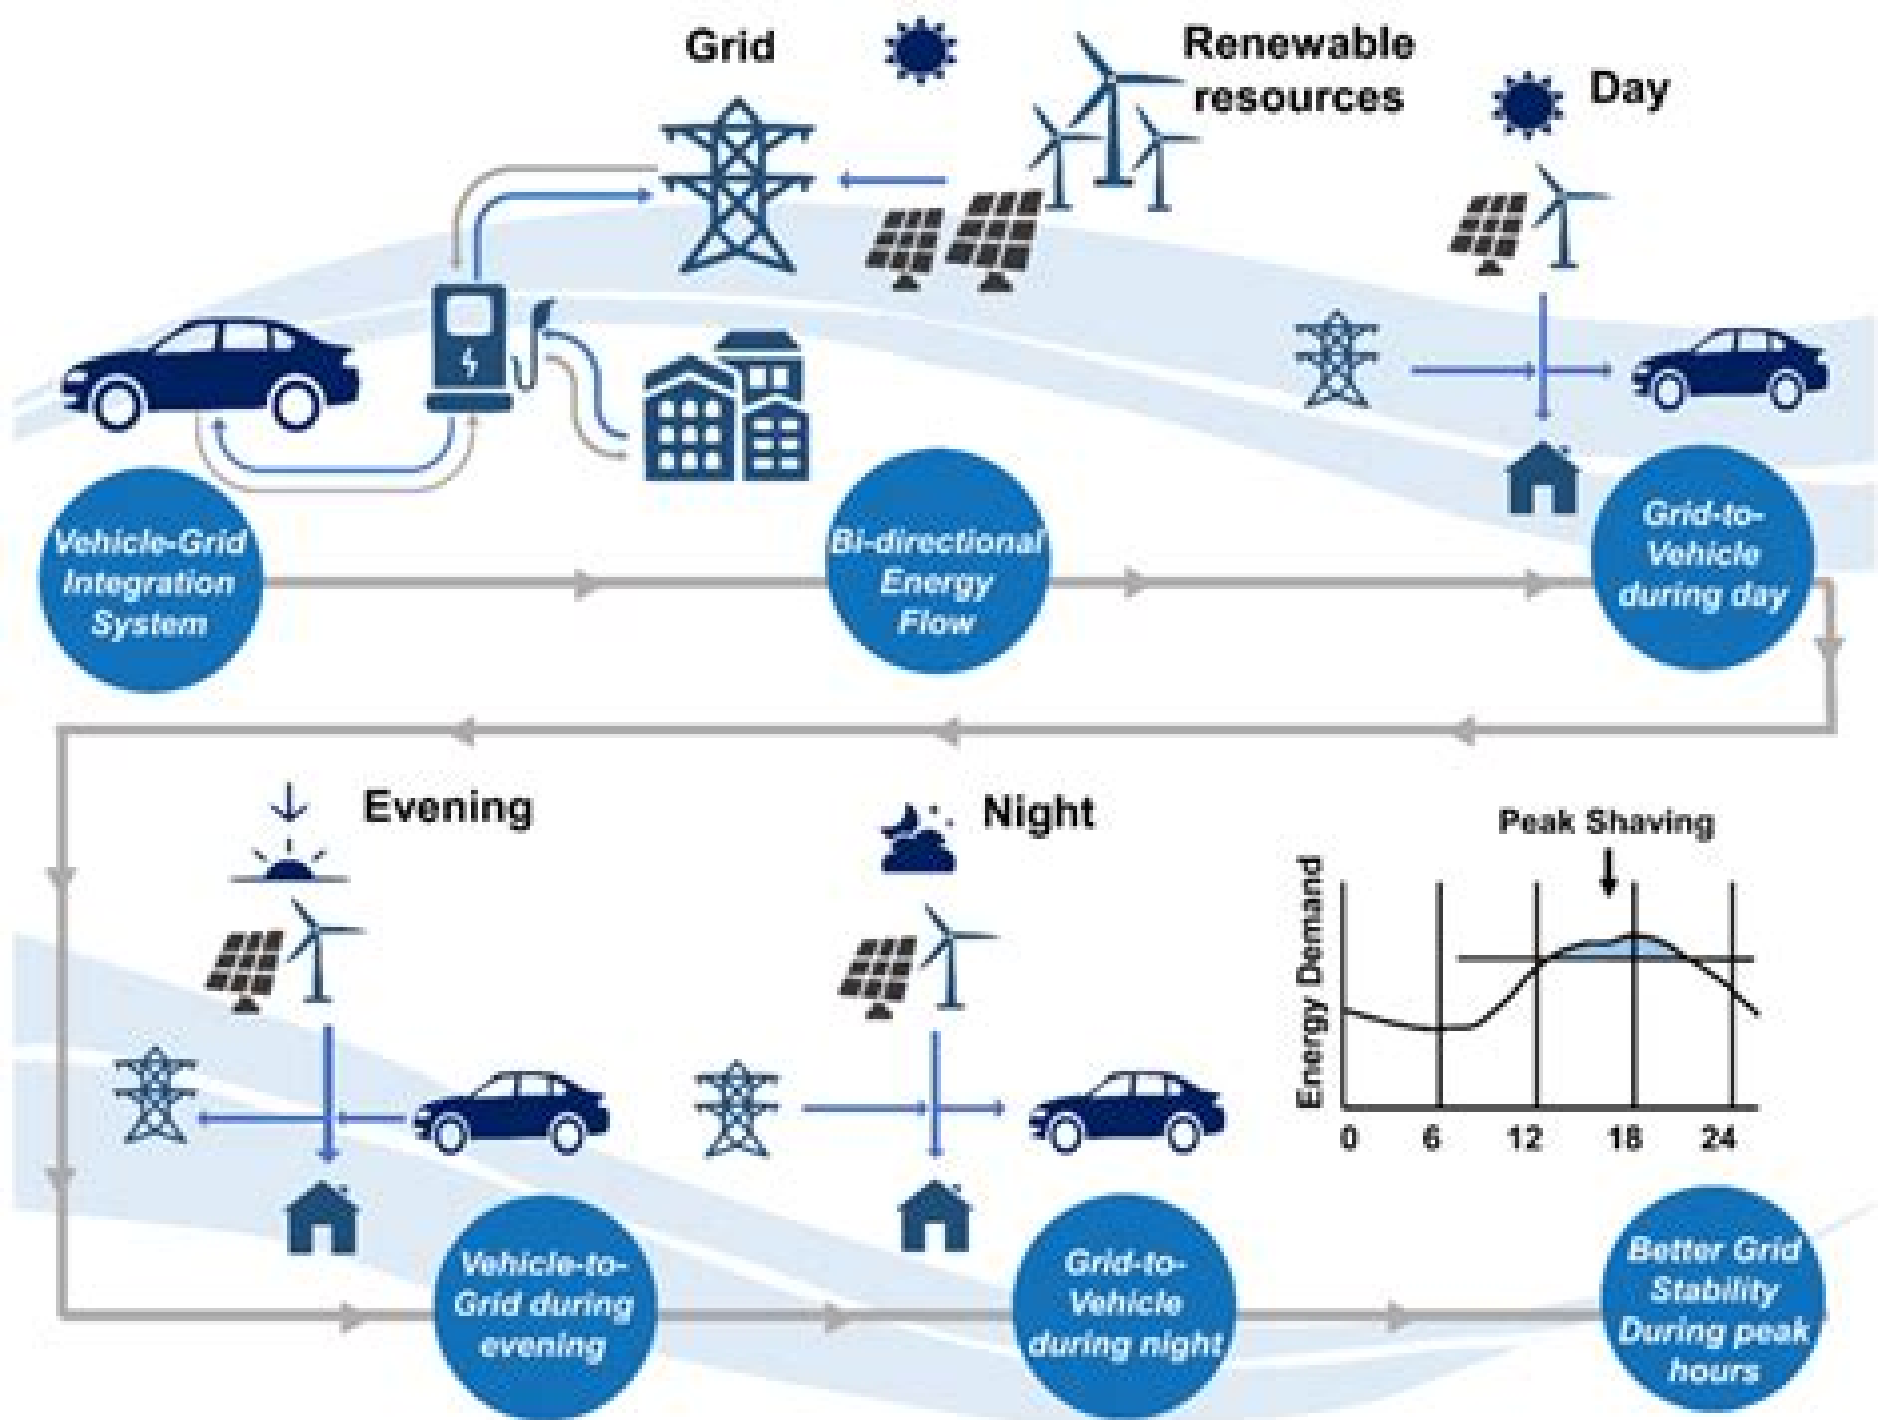 Grid
Renewable
resources
Day
Vehicle-Grid
Integration
System
Bi-directional
Energy
Flow
Grid-to-
Vehicle
during day
Evening
Night
Peak Shaving
Energy Demand
0 6 12 18 24
Vehicle-to-
Grid during
evening
Grid-to-
Vehicle
during night
Better Grid
Stability
During peak
hours